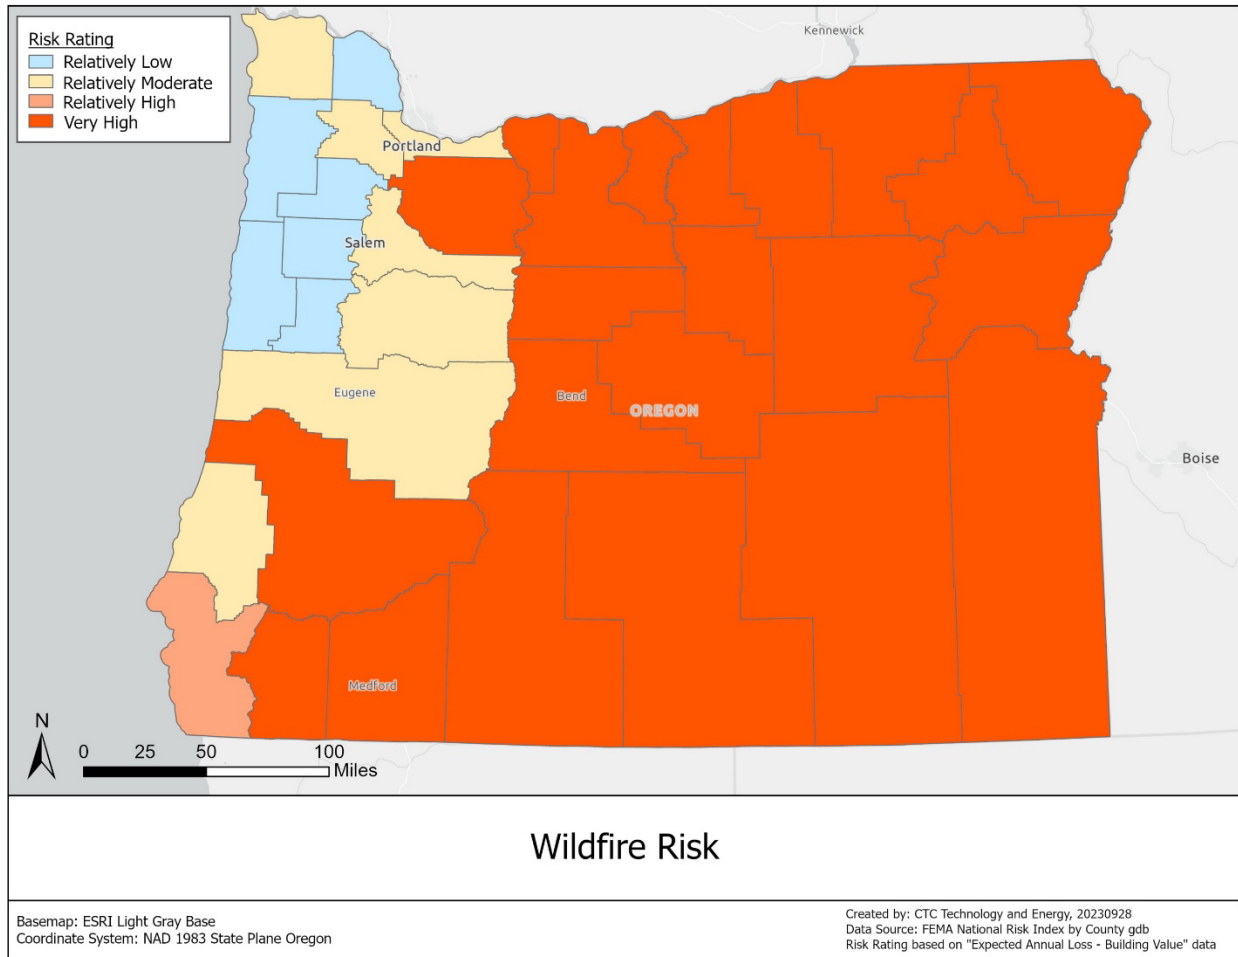 Risk Rating
Relatively Low
Relatively Moderate
Relatively High
Very High
Kennewick
Portland
Salem
Eugene
Bend
OREGON
Boise
Medford
N
0 25 50 100
Miles
Wildfire Risk
Basemap: ESRI Light Gray Base
Coordinate System: NAD 1983 State Plane Oregon
Created by: CTC Technology and Energy, 20230928
Data Source: FEMA National Risk Index by County gdb
Risk Rating based on "Expected Annual Loss - Building Value" data